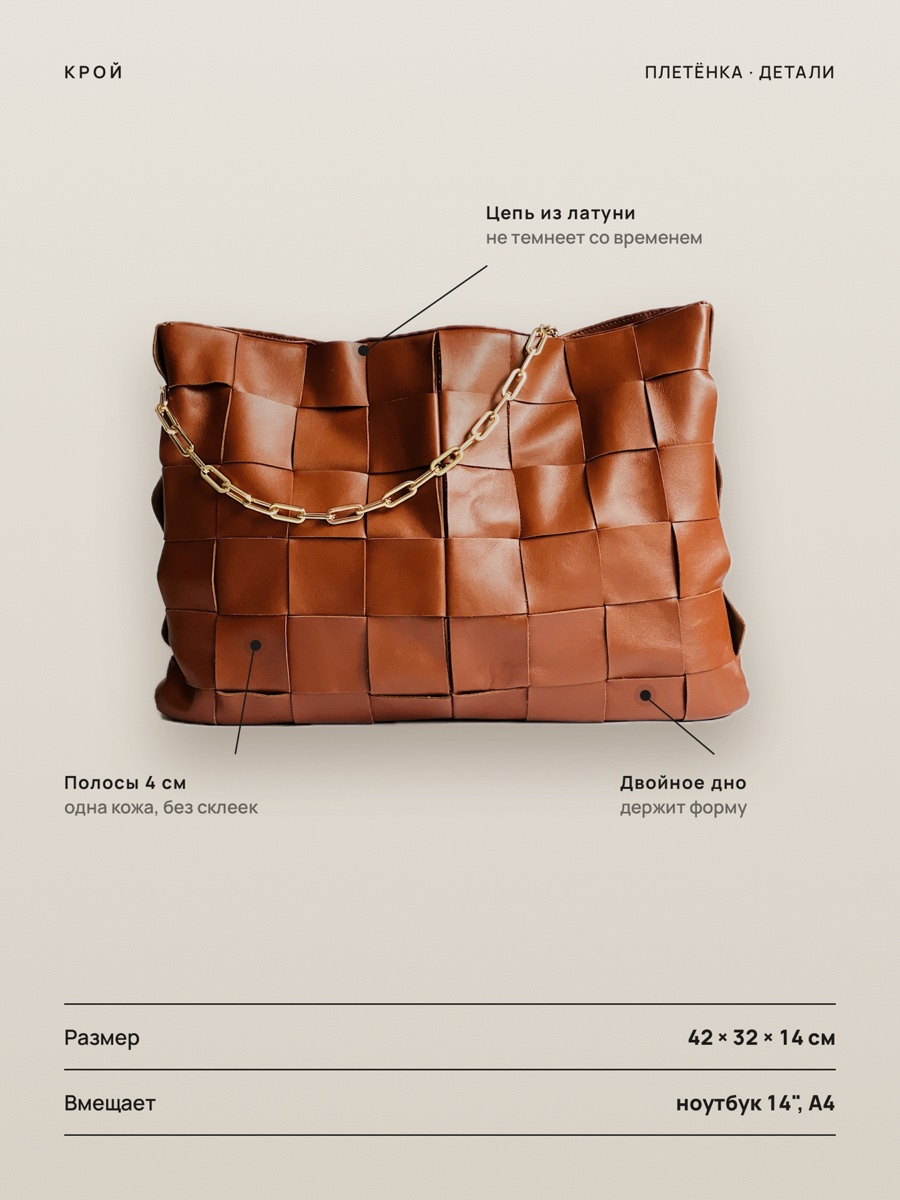 КРОЙ
ПЛЕТЁНКА · ДЕТАЛИ
Цепь из латуни
не темнеет со временем
Полосы 4 см
одна кожа, без склеек
Двойное дно
держит форму
Размер
42 × 32 × 14 см
Вмещает
ноутбук 14", А4